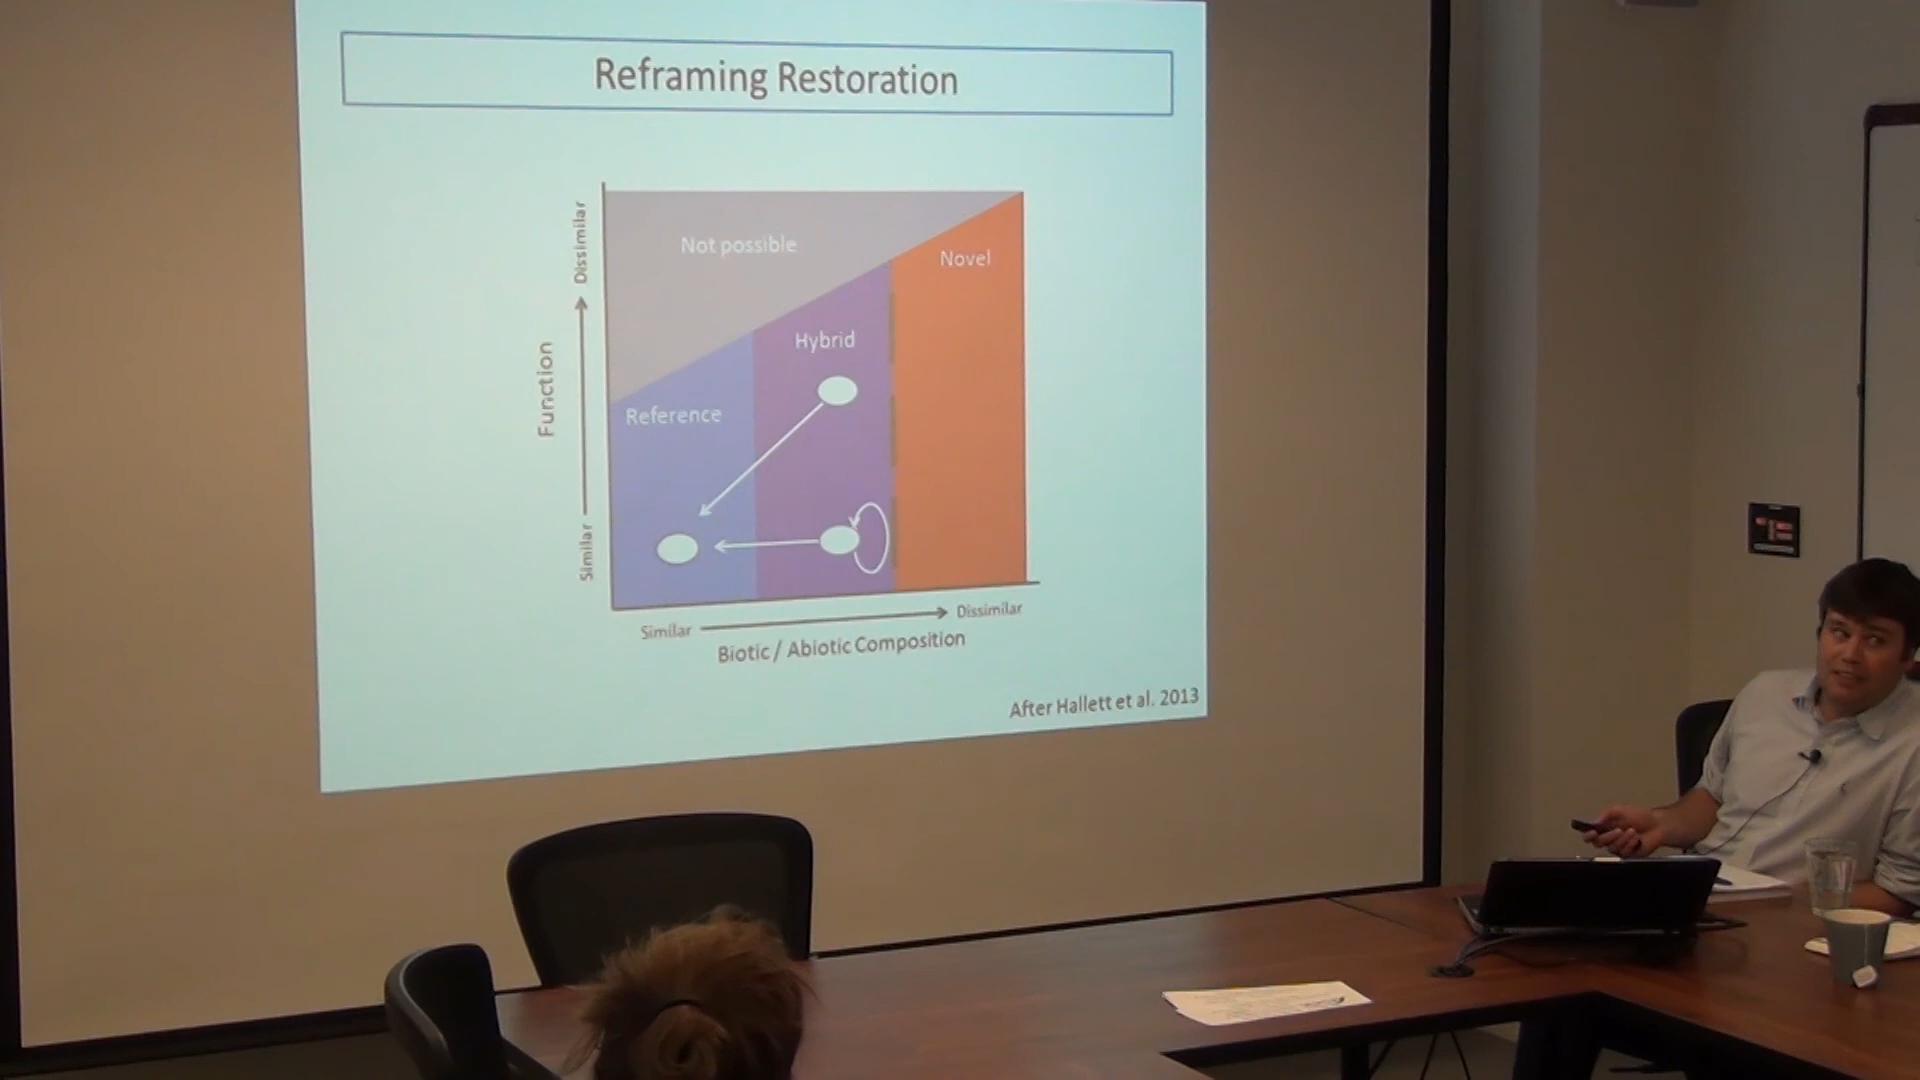 Reframing Restoration
Not possible
Novel
Hybrid
Reference
Function
Similar
Dissimilar
Similar
Dissimilar
Biotic / Abiotic Composition
After Hallett et al. 2013